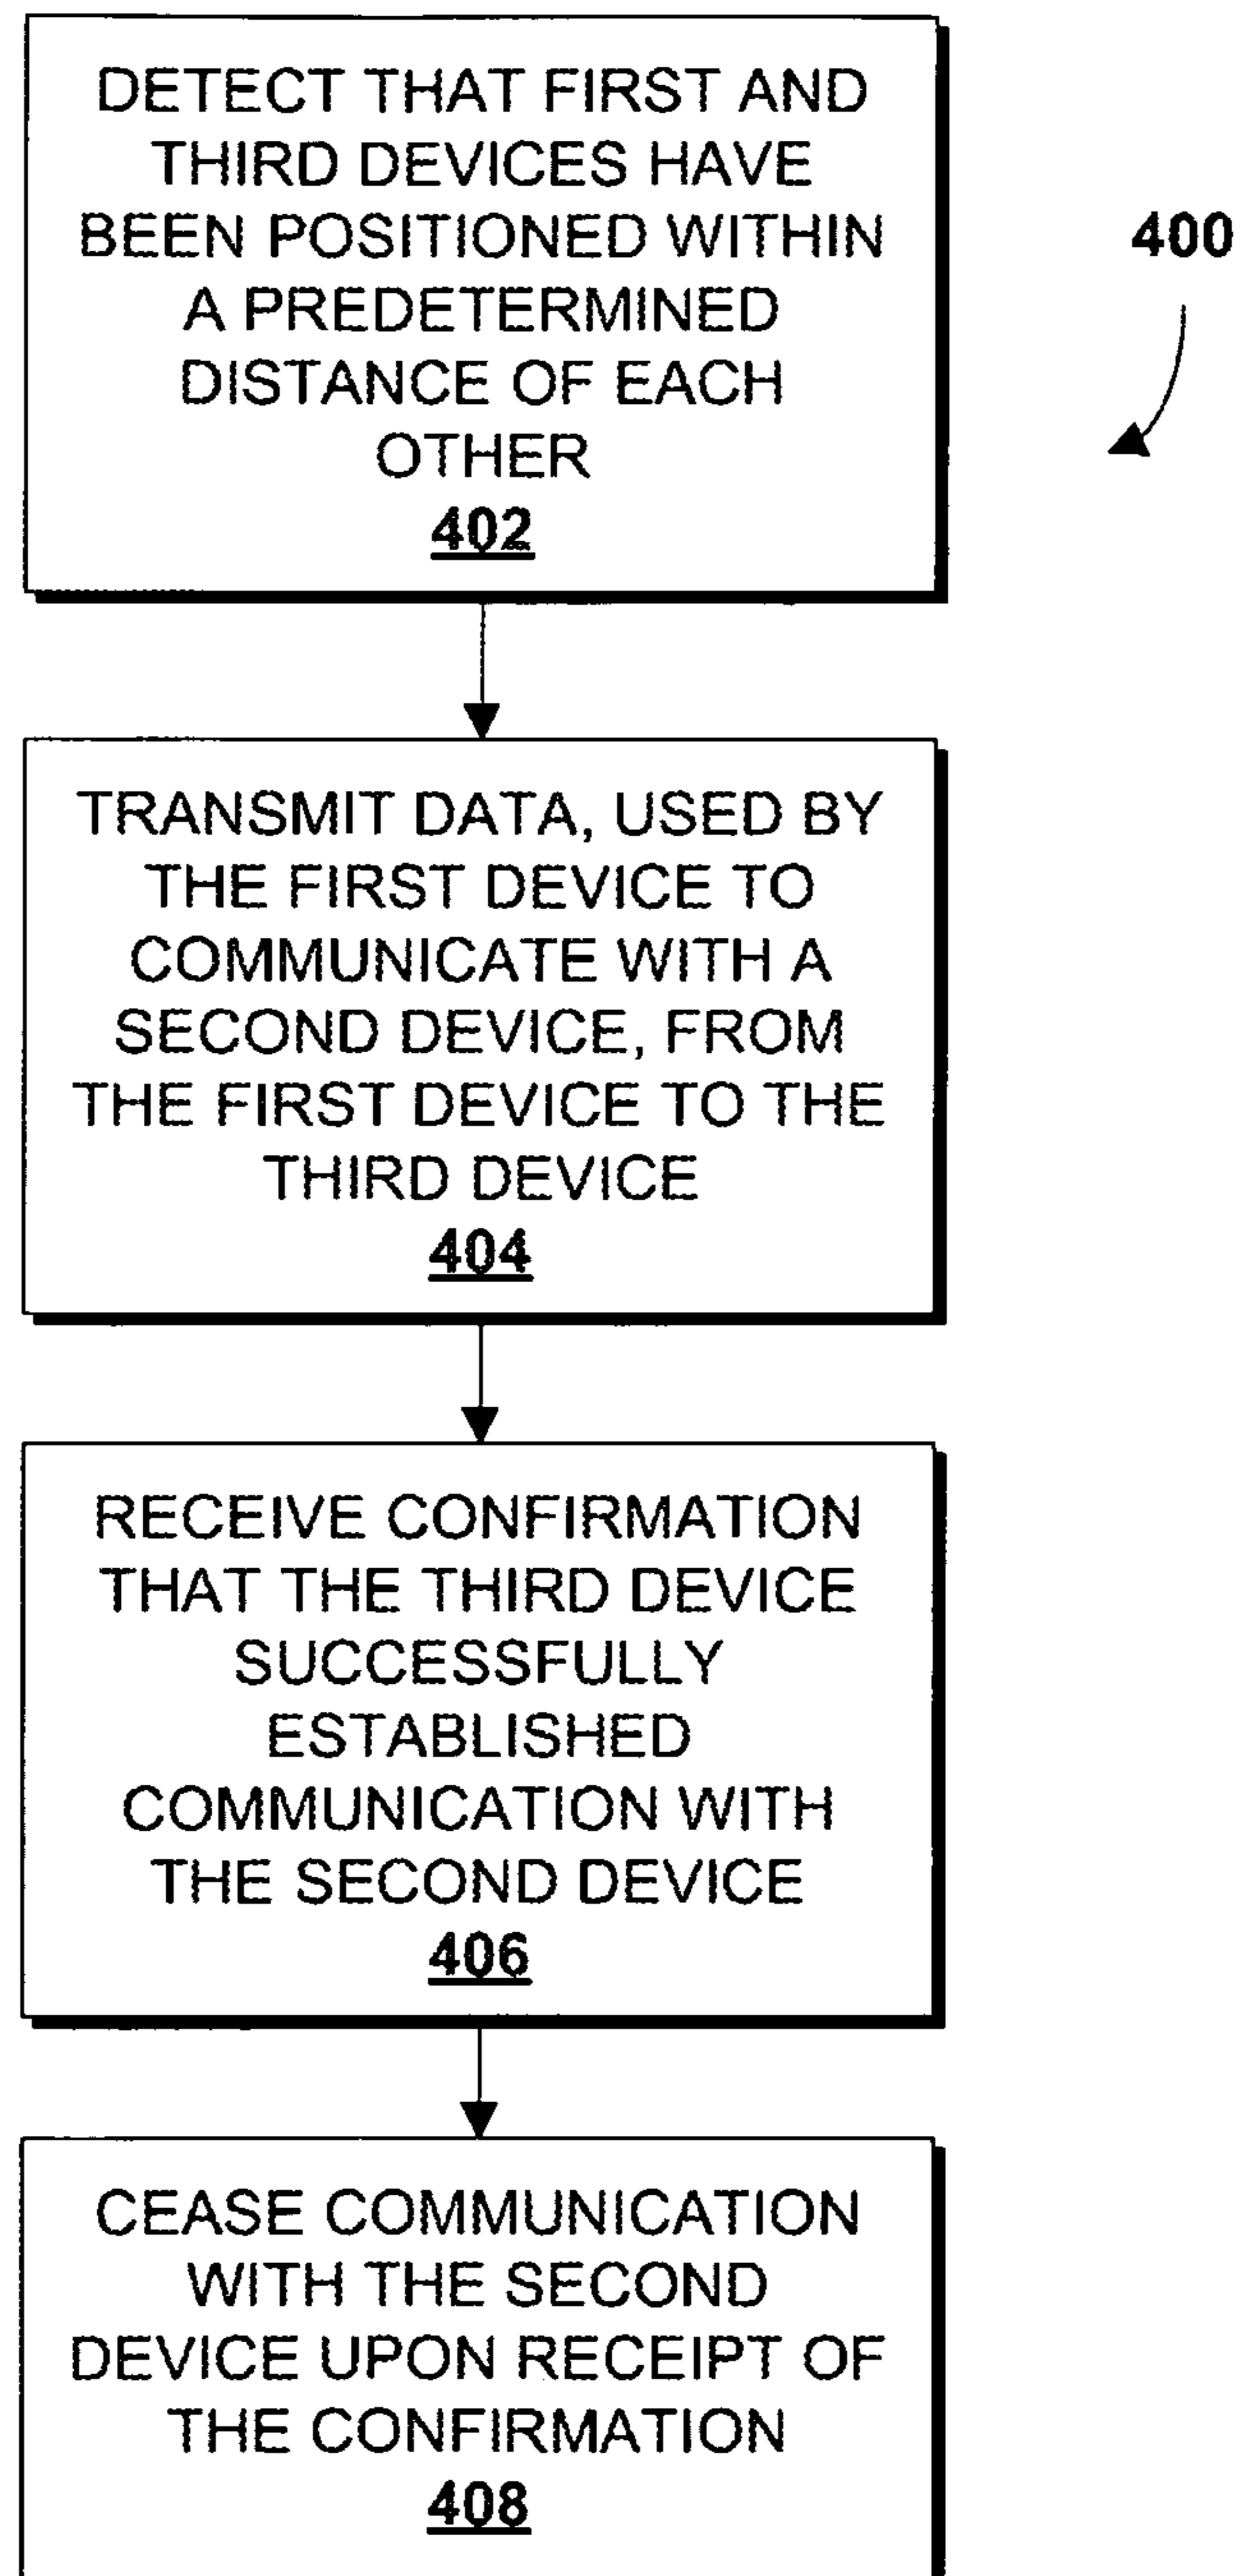 DETECT THAT FIRST AND
THIRD DEVICES HAVE
BEEN POSITIONED WITHIN
A PREDETERMINED
DISTANCE OF EACH
OTHER
402
400
TRANSMIT DATA, USED BY
THE FIRST DEVICE TO
COMMUNICATE WITH A
SECOND DEVICE, FROM
THE FIRST DEVICE TO THE
THIRD DEVICE
404
RECEIVE CONFIRMATION
THAT THE THIRD DEVICE
SUCCESSFULLY
ESTABLISHED
COMMUNICATION WITH
THE SECOND DEVICE
406
CEASE COMMUNICATION
WITH THE SECOND
DEVICE UPON RECEIPT OF
THE CONFIRMATION
408